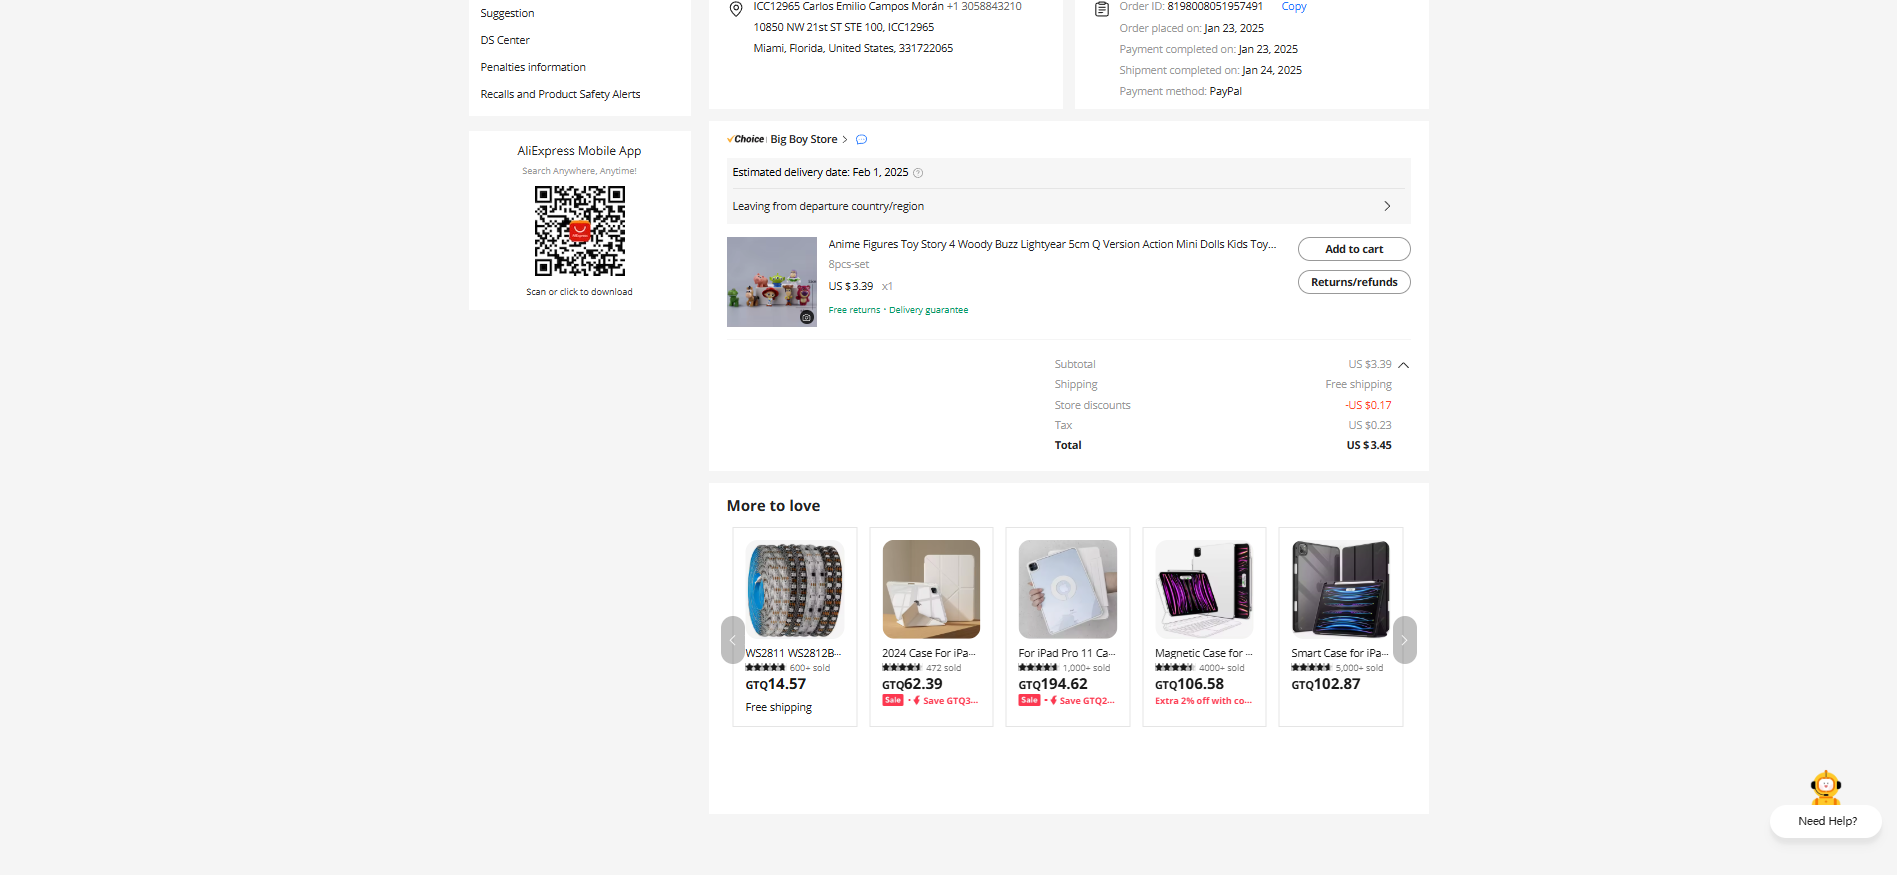 Suggestion
DS Center
Penalties information
Recalls and Product Safety Alerts
AliExpress Mobile App
Search Anywhere, Anytime!
Scan or click to download
ICC12965 Carlos Emilio Campos Morán +1 3058843210
10850 NW 21st ST STE 100, ICC12965
Miami, Florida, United States, 331722065
Order ID: 8198008051957491 Copy
Order placed on: Jan 23, 2025
Payment completed on: Jan 23, 2025
Shipment completed on: Jan 24, 2025
Payment method: PayPal
Choice | Big Boy Store >
Estimated delivery date: Feb 1, 2025
Leaving from departure country/region
Anime Figures Toy Story 4 Woody Buzz Lightyear 5cm Q Version Action Mini Dolls Kids Toy...
8pcs-set
US $3.39 x1
Free returns · Delivery guarantee
Add to cart
Returns/refunds
Subtotal US $3.39
Shipping Free shipping
Store discounts -US $0.17
Tax US $0.23
Total US $3.45
More to love
WS2811 WS2812B...
600+ sold
GTQ14.57
Free shipping
2024 Case For iPa...
472 sold
GTQ62.39
Sale · Save GTQ3...
For iPad Pro 11 Ca...
1,000+ sold
GTQ194.62
Sale · Save GTQ2...
Magnetic Case for ...
4000+ sold
GTQ106.58
Extra 2% off with co...
Smart Case for iPa...
5,000+ sold
GTQ102.87
Need Help?